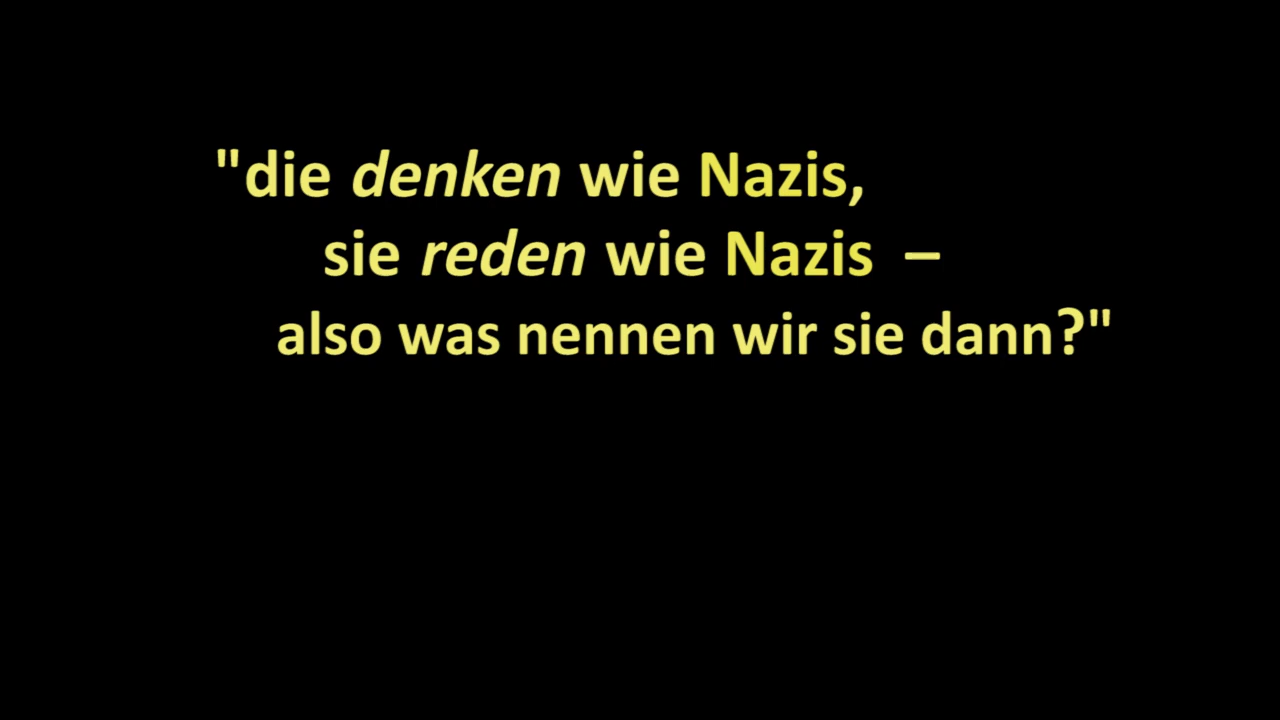 "die denken wie Nazis,
sie reden wie Nazis –
also was nennen wir sie dann?"